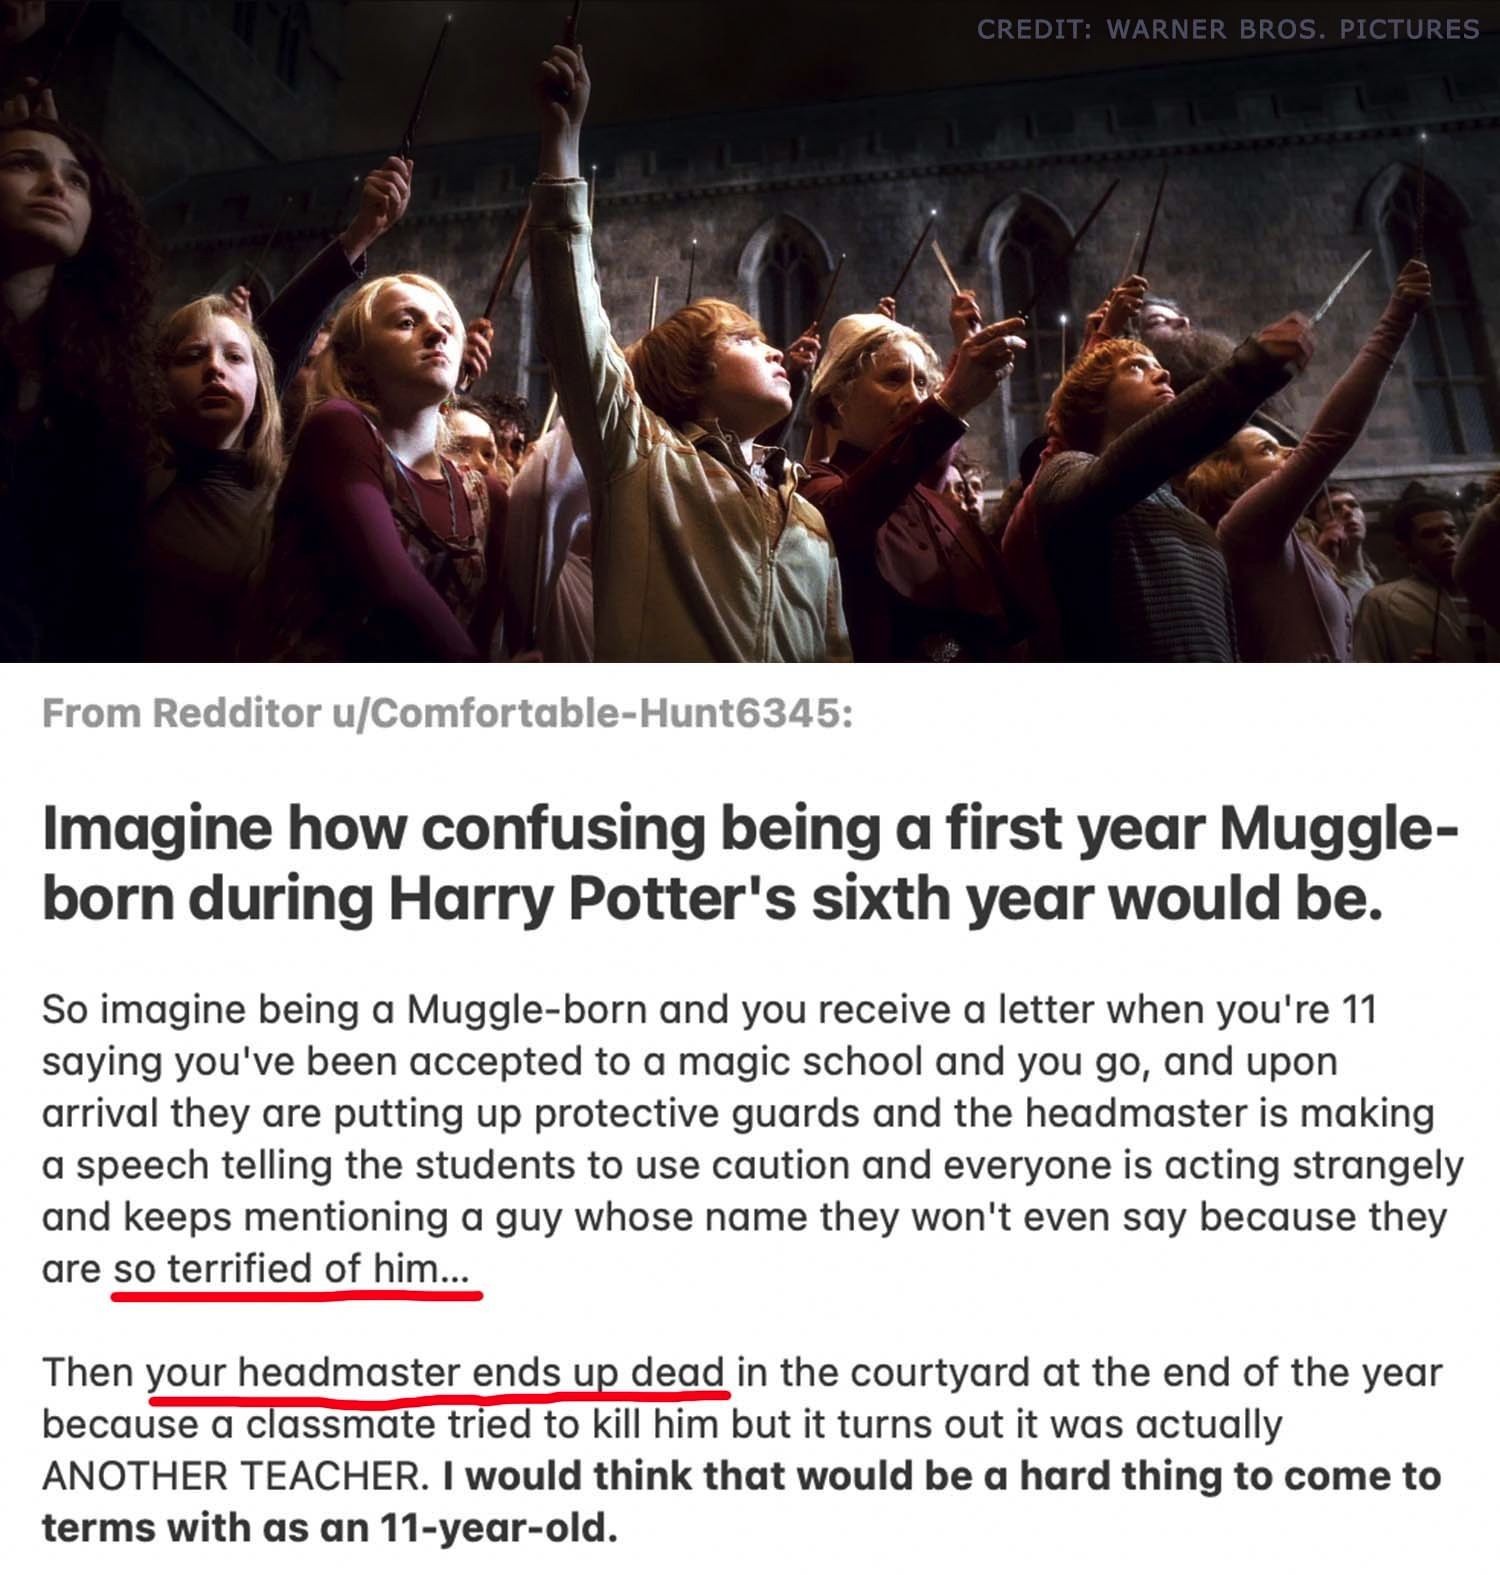 CREDIT: WARNER BROS. PICTURES
From Redditor u/Comfortable-Hunt6345:
Imagine how confusing being a first year Muggle-
born during Harry Potter's sixth year would be.
So imagine being a Muggle-born and you receive a letter when you're 11
saying you've been accepted to a magic school and you go, and upon
arrival they are putting up protective guards and the headmaster is making
a speech telling the students to use caution and everyone is acting strangely
and keeps mentioning a guy whose name they won't even say because they
are so terrified of him...
Then your headmaster ends up dead in the courtyard at the end of the year
because a classmate tried to kill him but it turns out it was actually
ANOTHER TEACHER. I would think that would be a hard thing to come to
terms with as an 11-year-old.